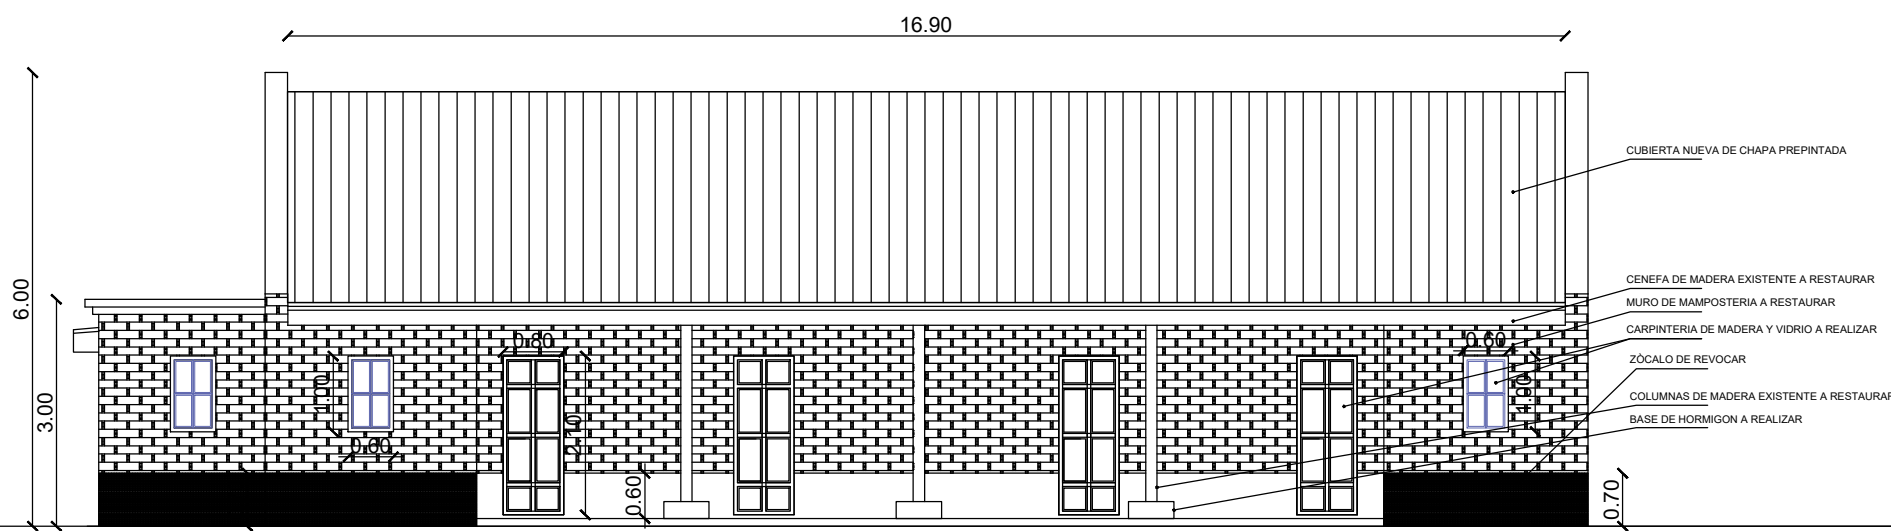 16.90
CUBIERTA NUEVA DE CHAPA PREPINTADA
6.00
CENEFA DE MADERA EXISTENTE A RESTAURAR
MURO DE MAMPOSTERIA A RESTAURAR
CARPINTERIA DE MADERA Y VIDRIO A REALIZAR
0.80
0.60
ZÒCALO DE REVOCAR
3.00
1.00
1.00
COLUMNAS DE MADERA EXISTENTE A RESTAURAR
BASE DE HORMIGON A REALIZAR
2.10
0.60
0.60
0.70